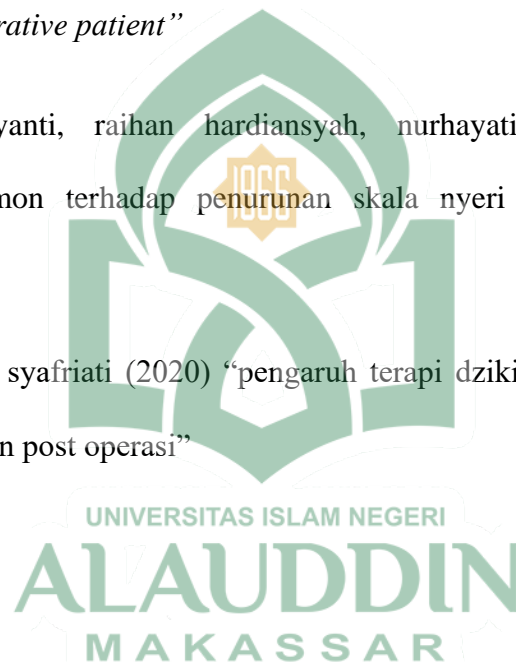 rative patient”
yanti, raihan hardiansyah, nurhayati
mon terhadap penurunan skala nyeri
1965
syafriati (2020) “pengaruh terapi dziki
n post operasi”
UNIVERSITAS ISLAM NEGERI
ALAUDDIN
MAKASSAR